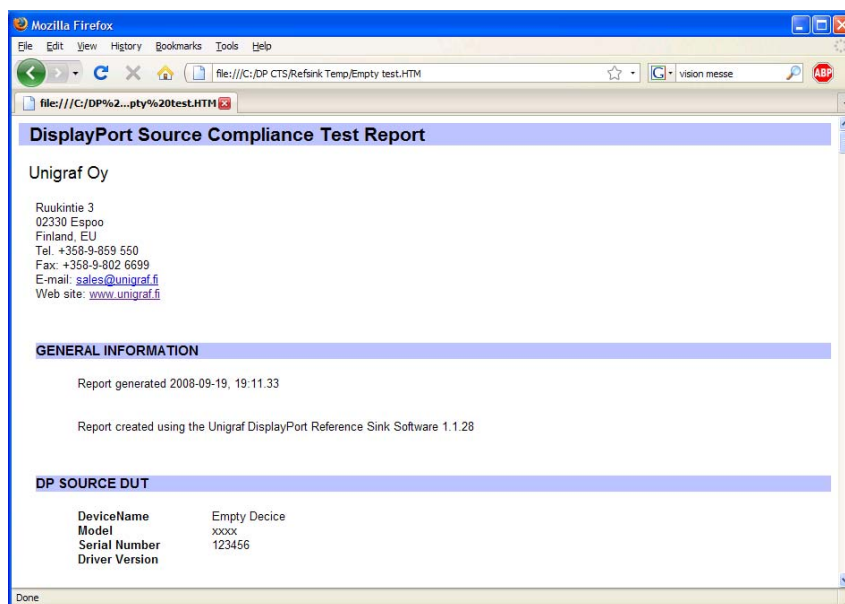 Mozilla Firefox
File Edit View History Bookmarks Tools Help
file:///C:/DP CTS/Refsink Temp/Empty test.HTM
G vision messe
ABP
file:///C:/DP%2...pty%20test.HTM
DisplayPort Source Compliance Test Report
Unigraf Oy
Ruukintie 3
02330 Espoo
Finland, EU
Tel. +358-9-859 550
Fax: +358-9-802 6699
E-mail: sales@unigraf.fi
Web site: www.unigraf.fi
GENERAL INFORMATION
Report generated 2008-09-19, 19:11.33
Report created using the Unigraf DisplayPort Reference Sink Software 1.1.28
DP SOURCE DUT
DeviceName Empty Decice
Model xxxx
Serial Number 123456
Driver Version
Done